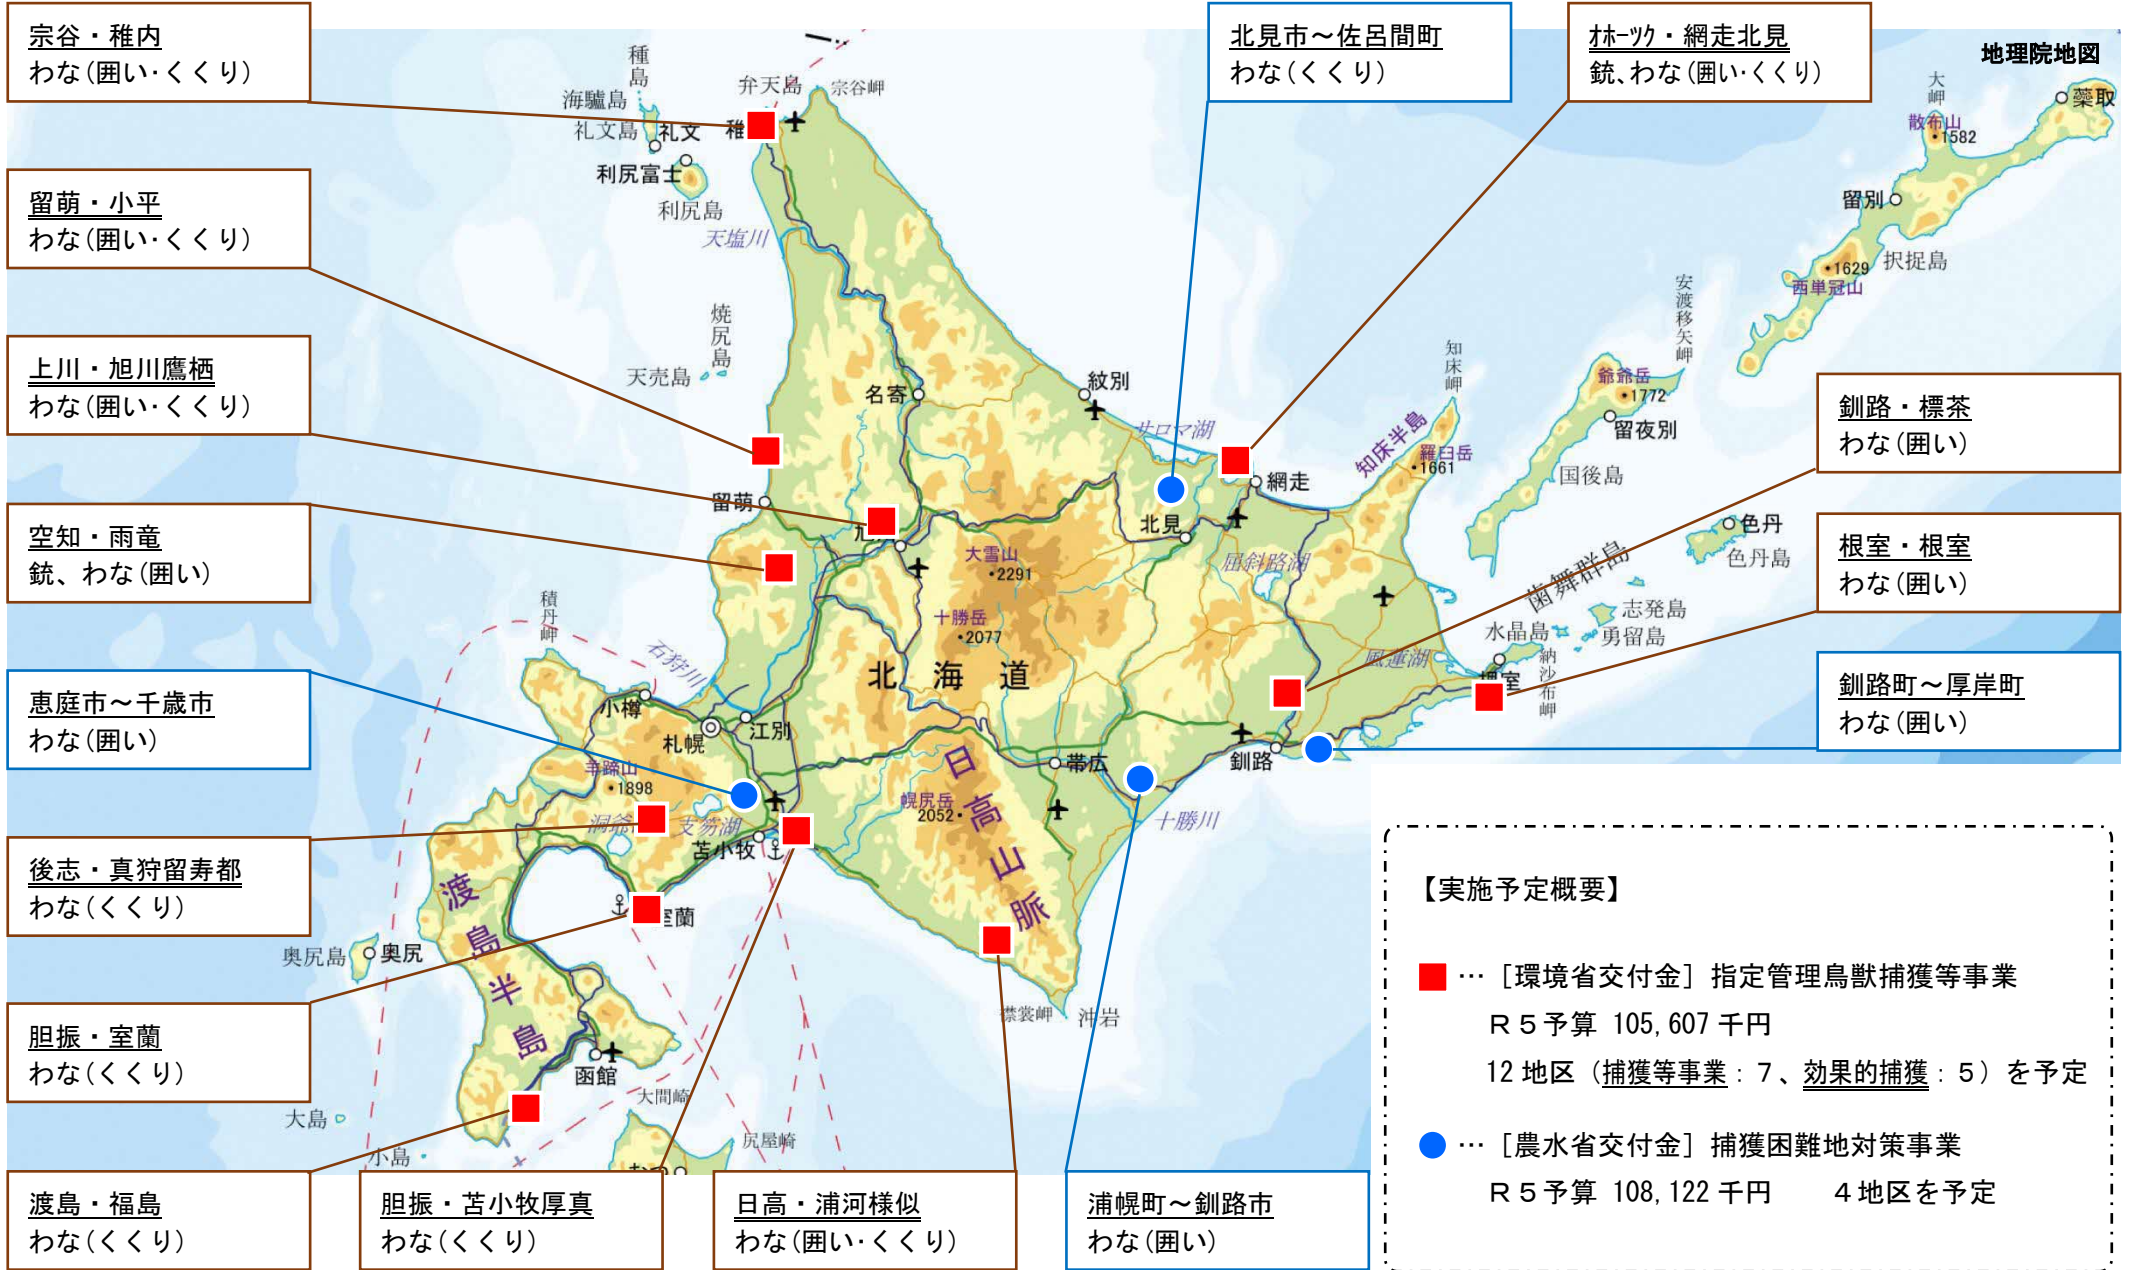 宗谷・稚内
わな(囲い・くくり)
留萌・小平
わな(囲い・くくり)
上川・旭川鷹栖
わな(囲い・くくり)
空知・雨竜
銃、わな(囲い)
恵庭市～千歳市
わな(囲い)
後志・真狩留寿都
わな(くくり)
胆振・室蘭
わな(くくり)
渡島・福島
わな(くくり)
胆振・苫小牧厚真
わな(くくり)
日高・浦河様似
わな(囲い・くくり)
浦幌町～釧路市
わな(囲い)
北見市～佐呂間町
わな(くくり)
ｵﾎｰﾂｸ・網走北見
銃、わな(囲い・くくり)
釧路・標茶
わな(囲い)
根室・根室
わな(囲い)
釧路町～厚岸町
わな(囲い)
地理院地図
種島
海驢島
礼文島
礼文
利尻富士
利尻島
弁天島
宗谷岬
稚
天塩川
焼尻島
天売島
名寄
紋別
サロマ湖
網走
北見
留萌
大雪山
2291
十勝岳
2077
北海道
屈斜路湖
知床半島
知床岬
羅臼岳
1661
安渡移矢岬
爺爺岳
1772
留夜別
国後島
大岬
散布山
1582
蘂取
留別
択捉島
1629
西単冠山
色丹
色丹島
歯舞群島
志発島
勇留島
水晶島
納沙布岬
室
風蓮湖
釧路
帯広
十勝川
日高山脈
幌尻岳
2052
襟裳岬
沖岩
積丹岬
石狩川
小樽
札幌
江別
羊蹄山
1898
洞爺
支笏湖
苫小牧
室蘭
渡島半島
奥尻島
奥尻
函館
大間崎
尻屋崎
大島
小島
むつ
【実施予定概要】
… [環境省交付金] 指定管理鳥獣捕獲等事業
Ｒ５予算 105,607 千円
12 地区（捕獲等事業：７、効果的捕獲：５）を予定
… [農水省交付金] 捕獲困難地対策事業
Ｒ５予算 108,122 千円　４地区を予定